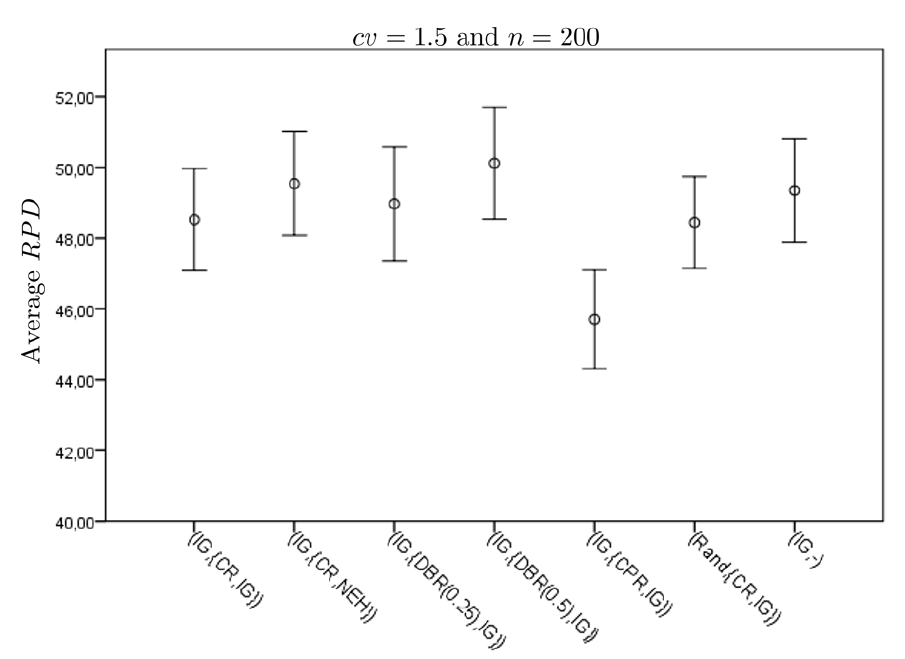 cv = 1.5 and n = 200
Average RPD
52,00
50,00
48,00
46,00
44,00
42,00
40,00
(IG,{CR,IG})
(IG,{CR,NEH})
(IG,{DBR(0.25),IG})
(IG,{DBR(0.5),IG})
(IG,{CPR,IG})
(Rand{CR,IG})
(IG,-)